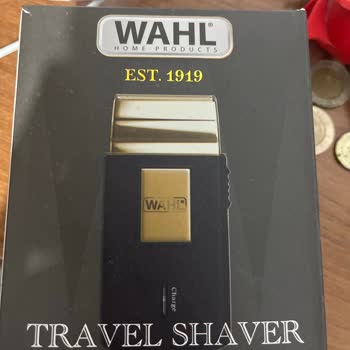 WAHL®
HOME PRODUCTS
EST. 1919
WAHL
Charge
TRAVEL SHAVER